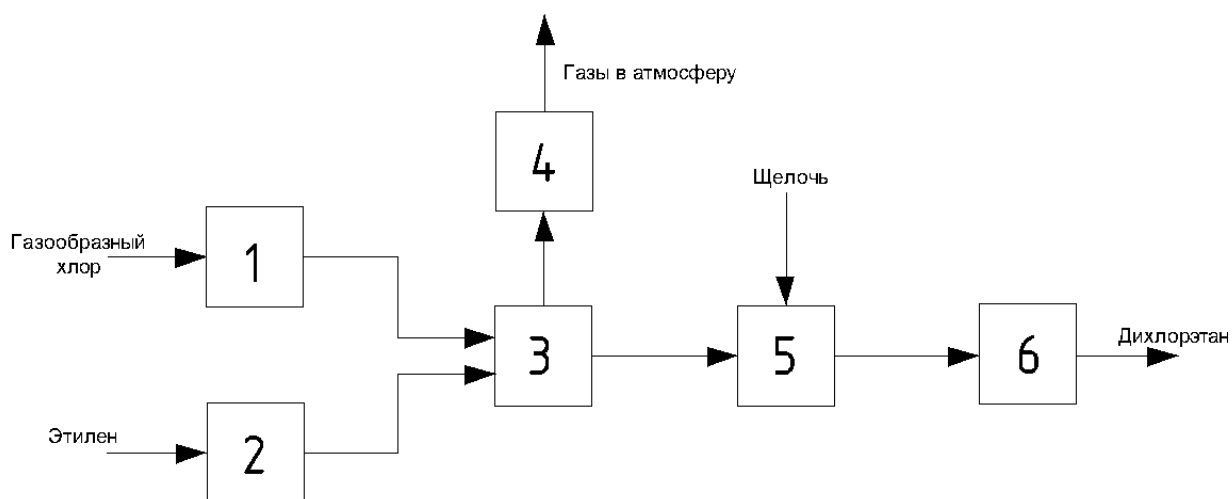 Газы в атмосферу
4
Щелочь
Газообразный
хлор
1
3
5
6
Дихлорэтан
Этилен
2